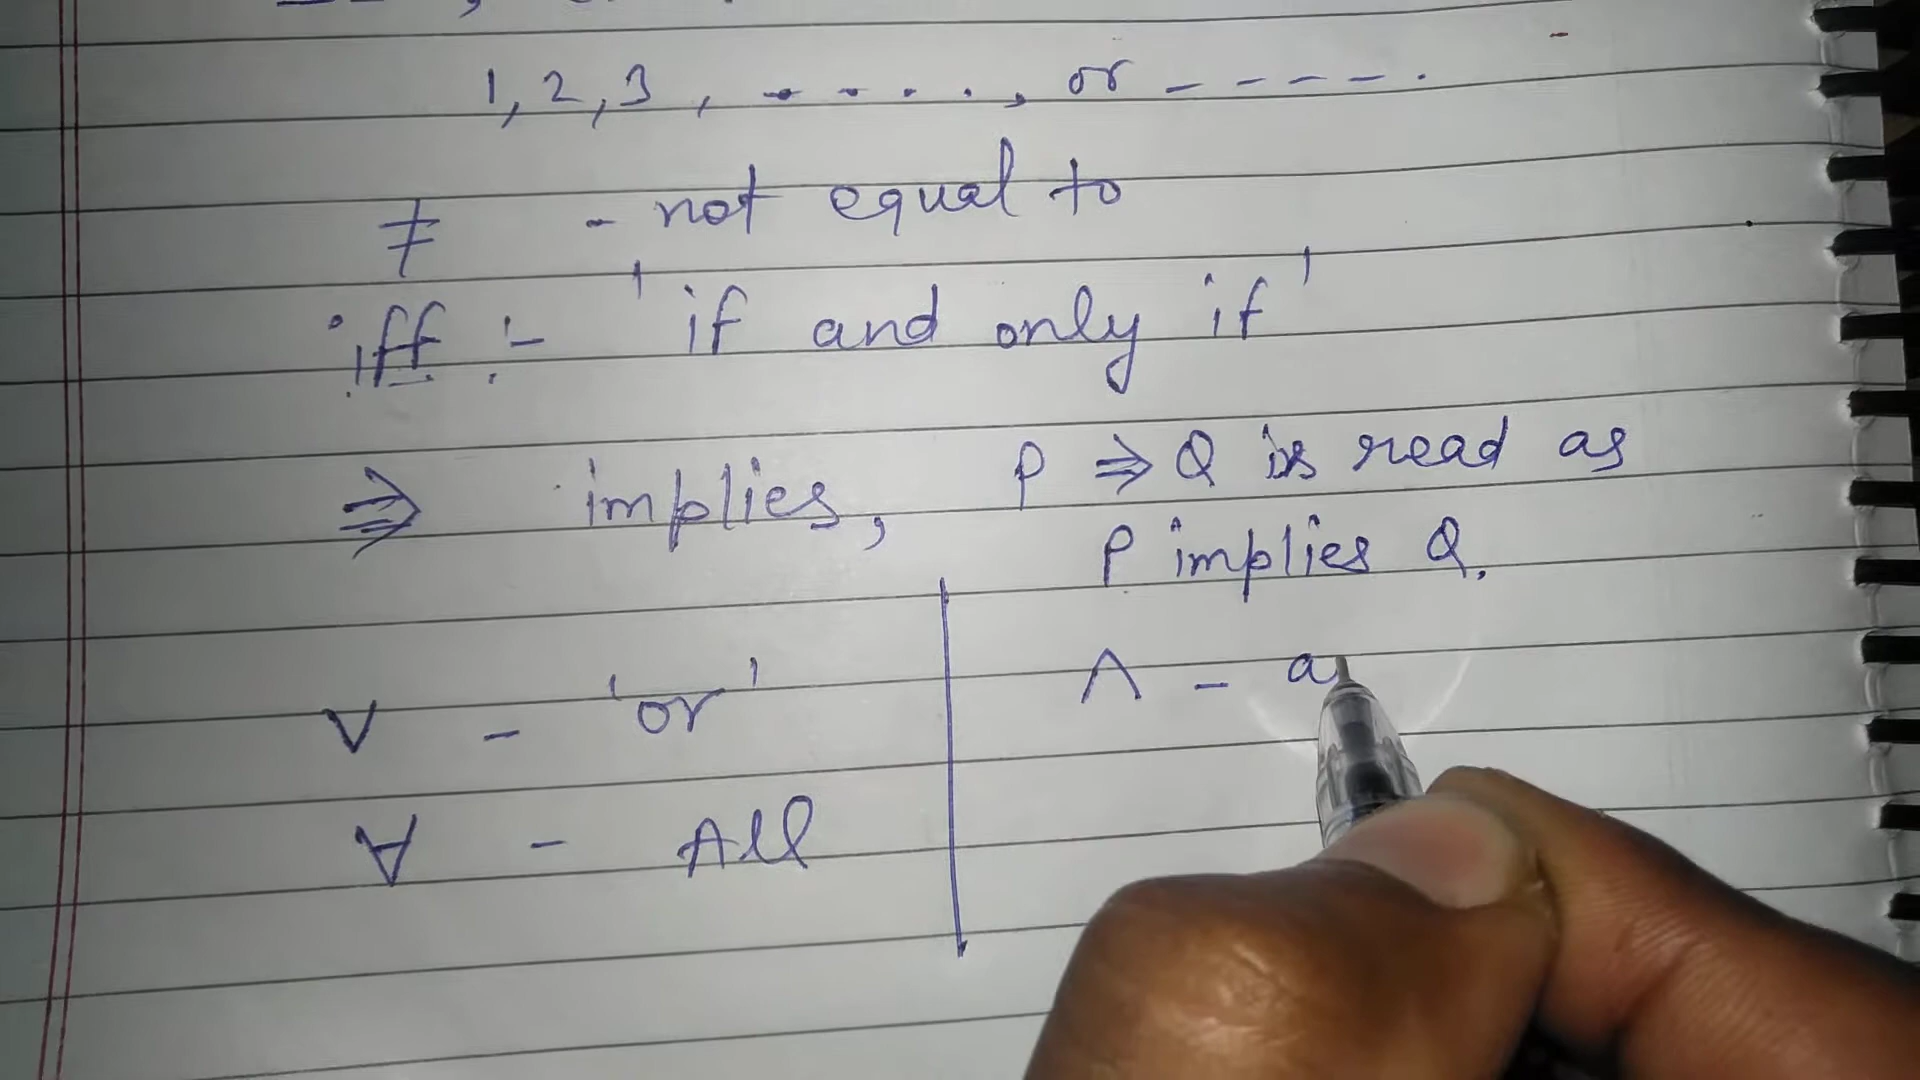 1, 2, 3, - . . . ., or - - - - .
≠ - not equal to
iff :- 'if and only if'
⇒ implies, P ⇒ Q is read as
P implies Q.
∨ - 'or'
∀ - All
∧ - a